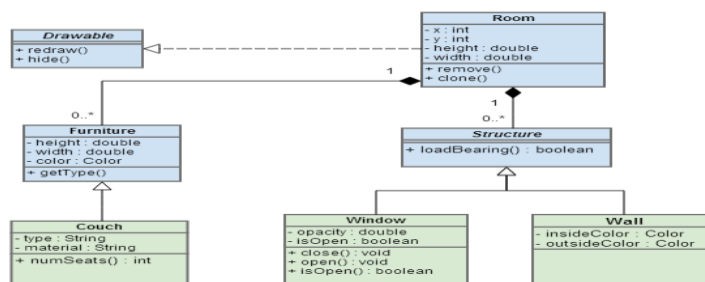 Drawable
+ redraw()
+ hide()
Room
- x : int
- y : int
- height : double
- width : double
+ remove()
+ clone()
1
0..*
1
0..*
Furniture
- height : double
- width : double
- color : Color
+ getType()
Structure
+ loadBearing() : boolean
Couch
- type : String
- material : String
+ numSeats() : int
Window
- opacity : double
- isOpen : boolean
+ close() : void
+ open() : void
+ isOpen() : boolean
Wall
- insideColor : Color
- outsideColor : Color